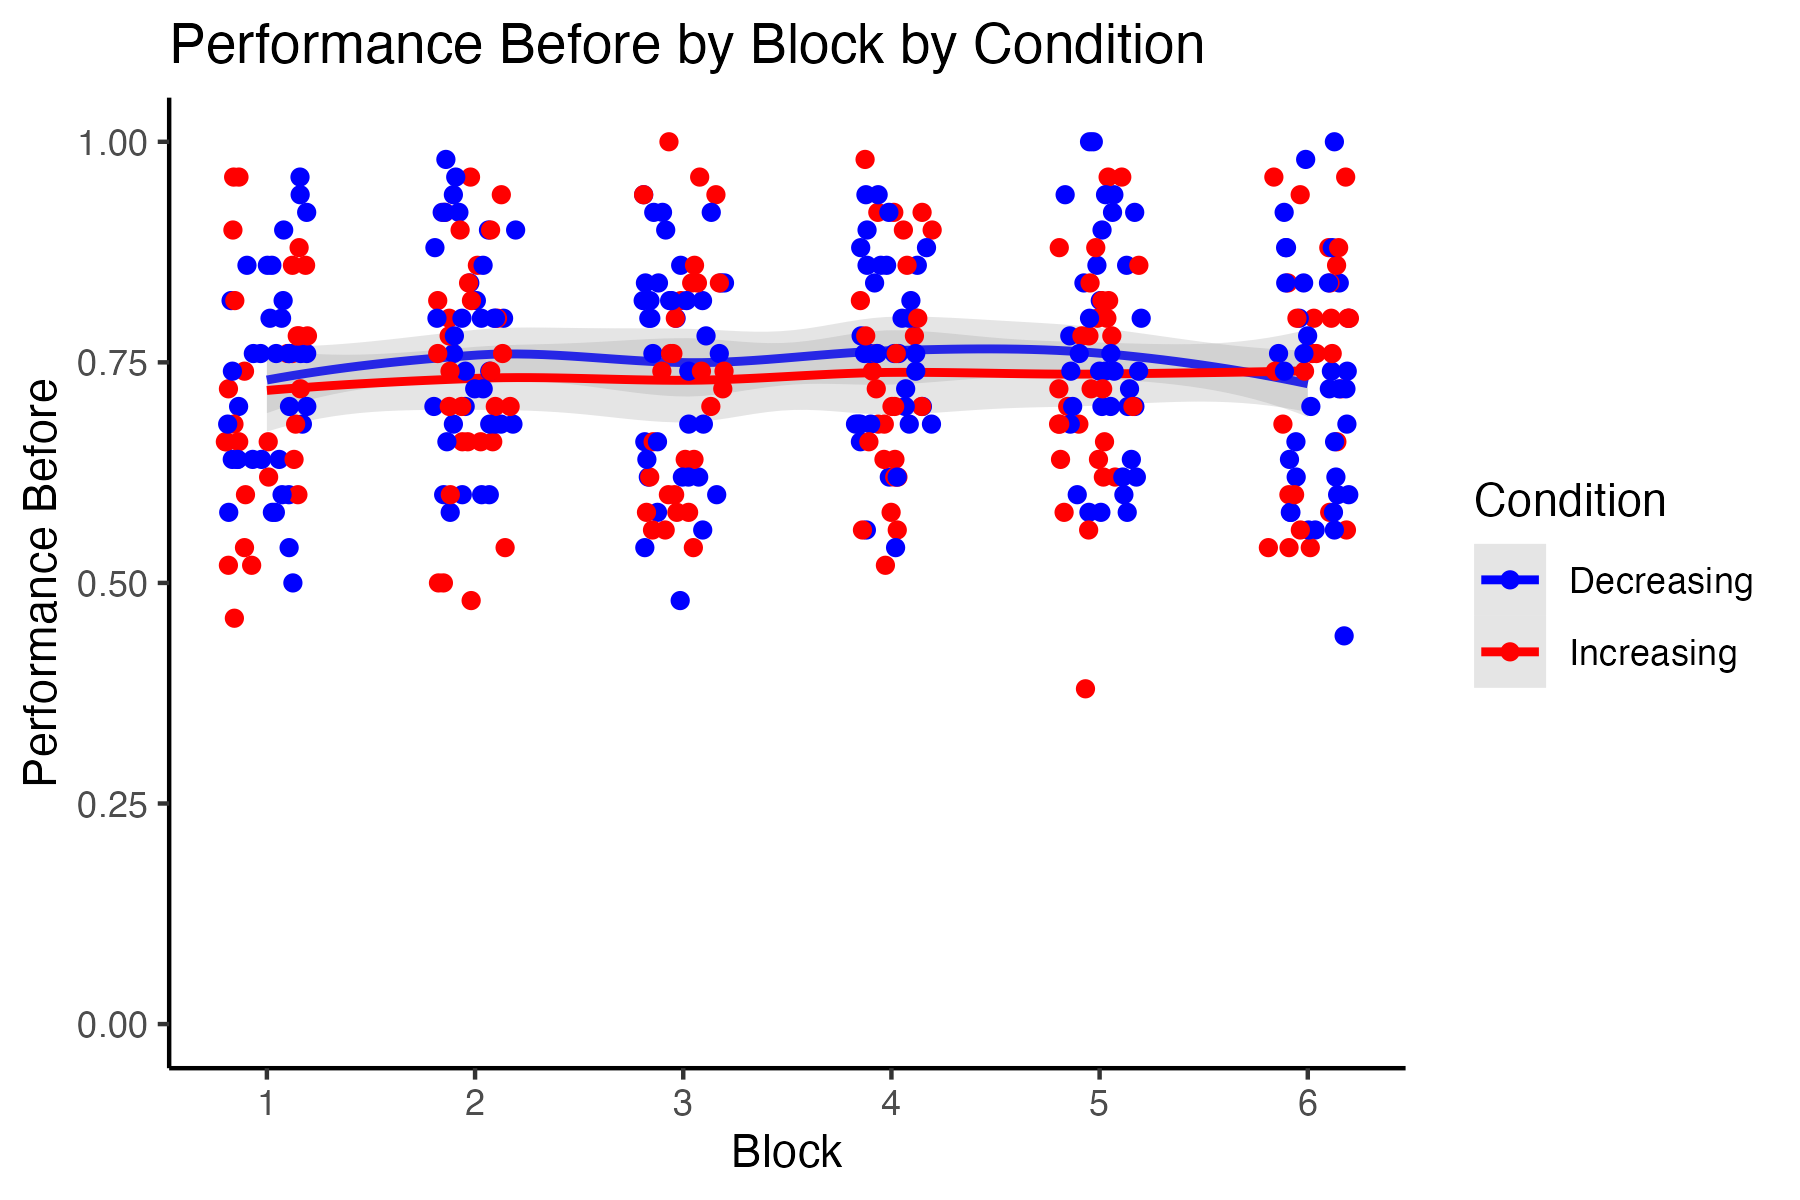 Performance Before by Block by Condition
Performance Before
1.00
0.75
0.50
0.25
0.00
1 2 3 4 5 6
Block
Condition
Decreasing
Increasing